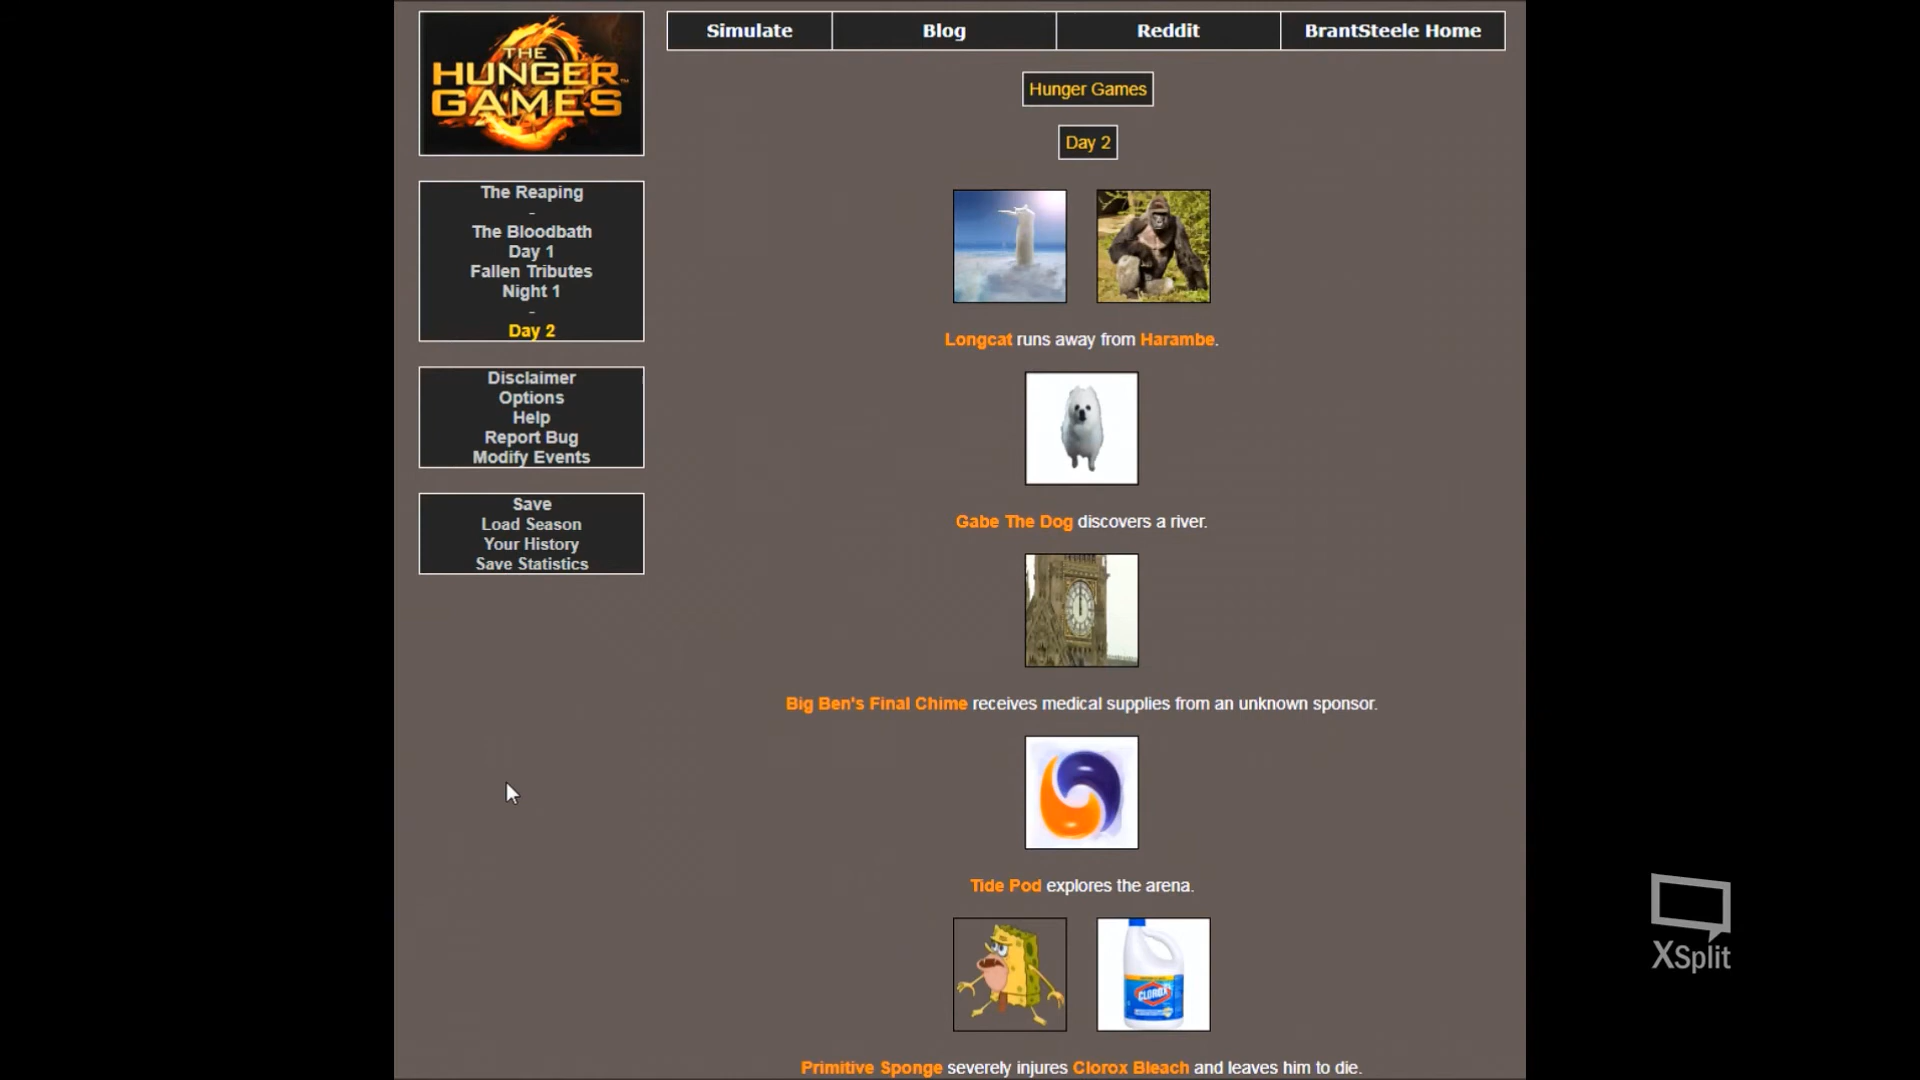 THE
HUNGER
GAMES
Simulate
Blog
Reddit
BrantSteele Home
Hunger Games
Day 2
The Reaping
-
The Bloodbath
Day 1
Fallen Tributes
Night 1
-
Day 2
Disclaimer
Options
Help
Report Bug
Modify Events
Save
Load Season
Your History
Save Statistics
Longcat runs away from Harambe.
Gabe The Dog discovers a river.
Big Ben's Final Chime receives medical supplies from an unknown sponsor.
Tide Pod explores the arena.
CLOROX
Primitive Sponge severely injures Clorox Bleach and leaves him to die.
XSplit